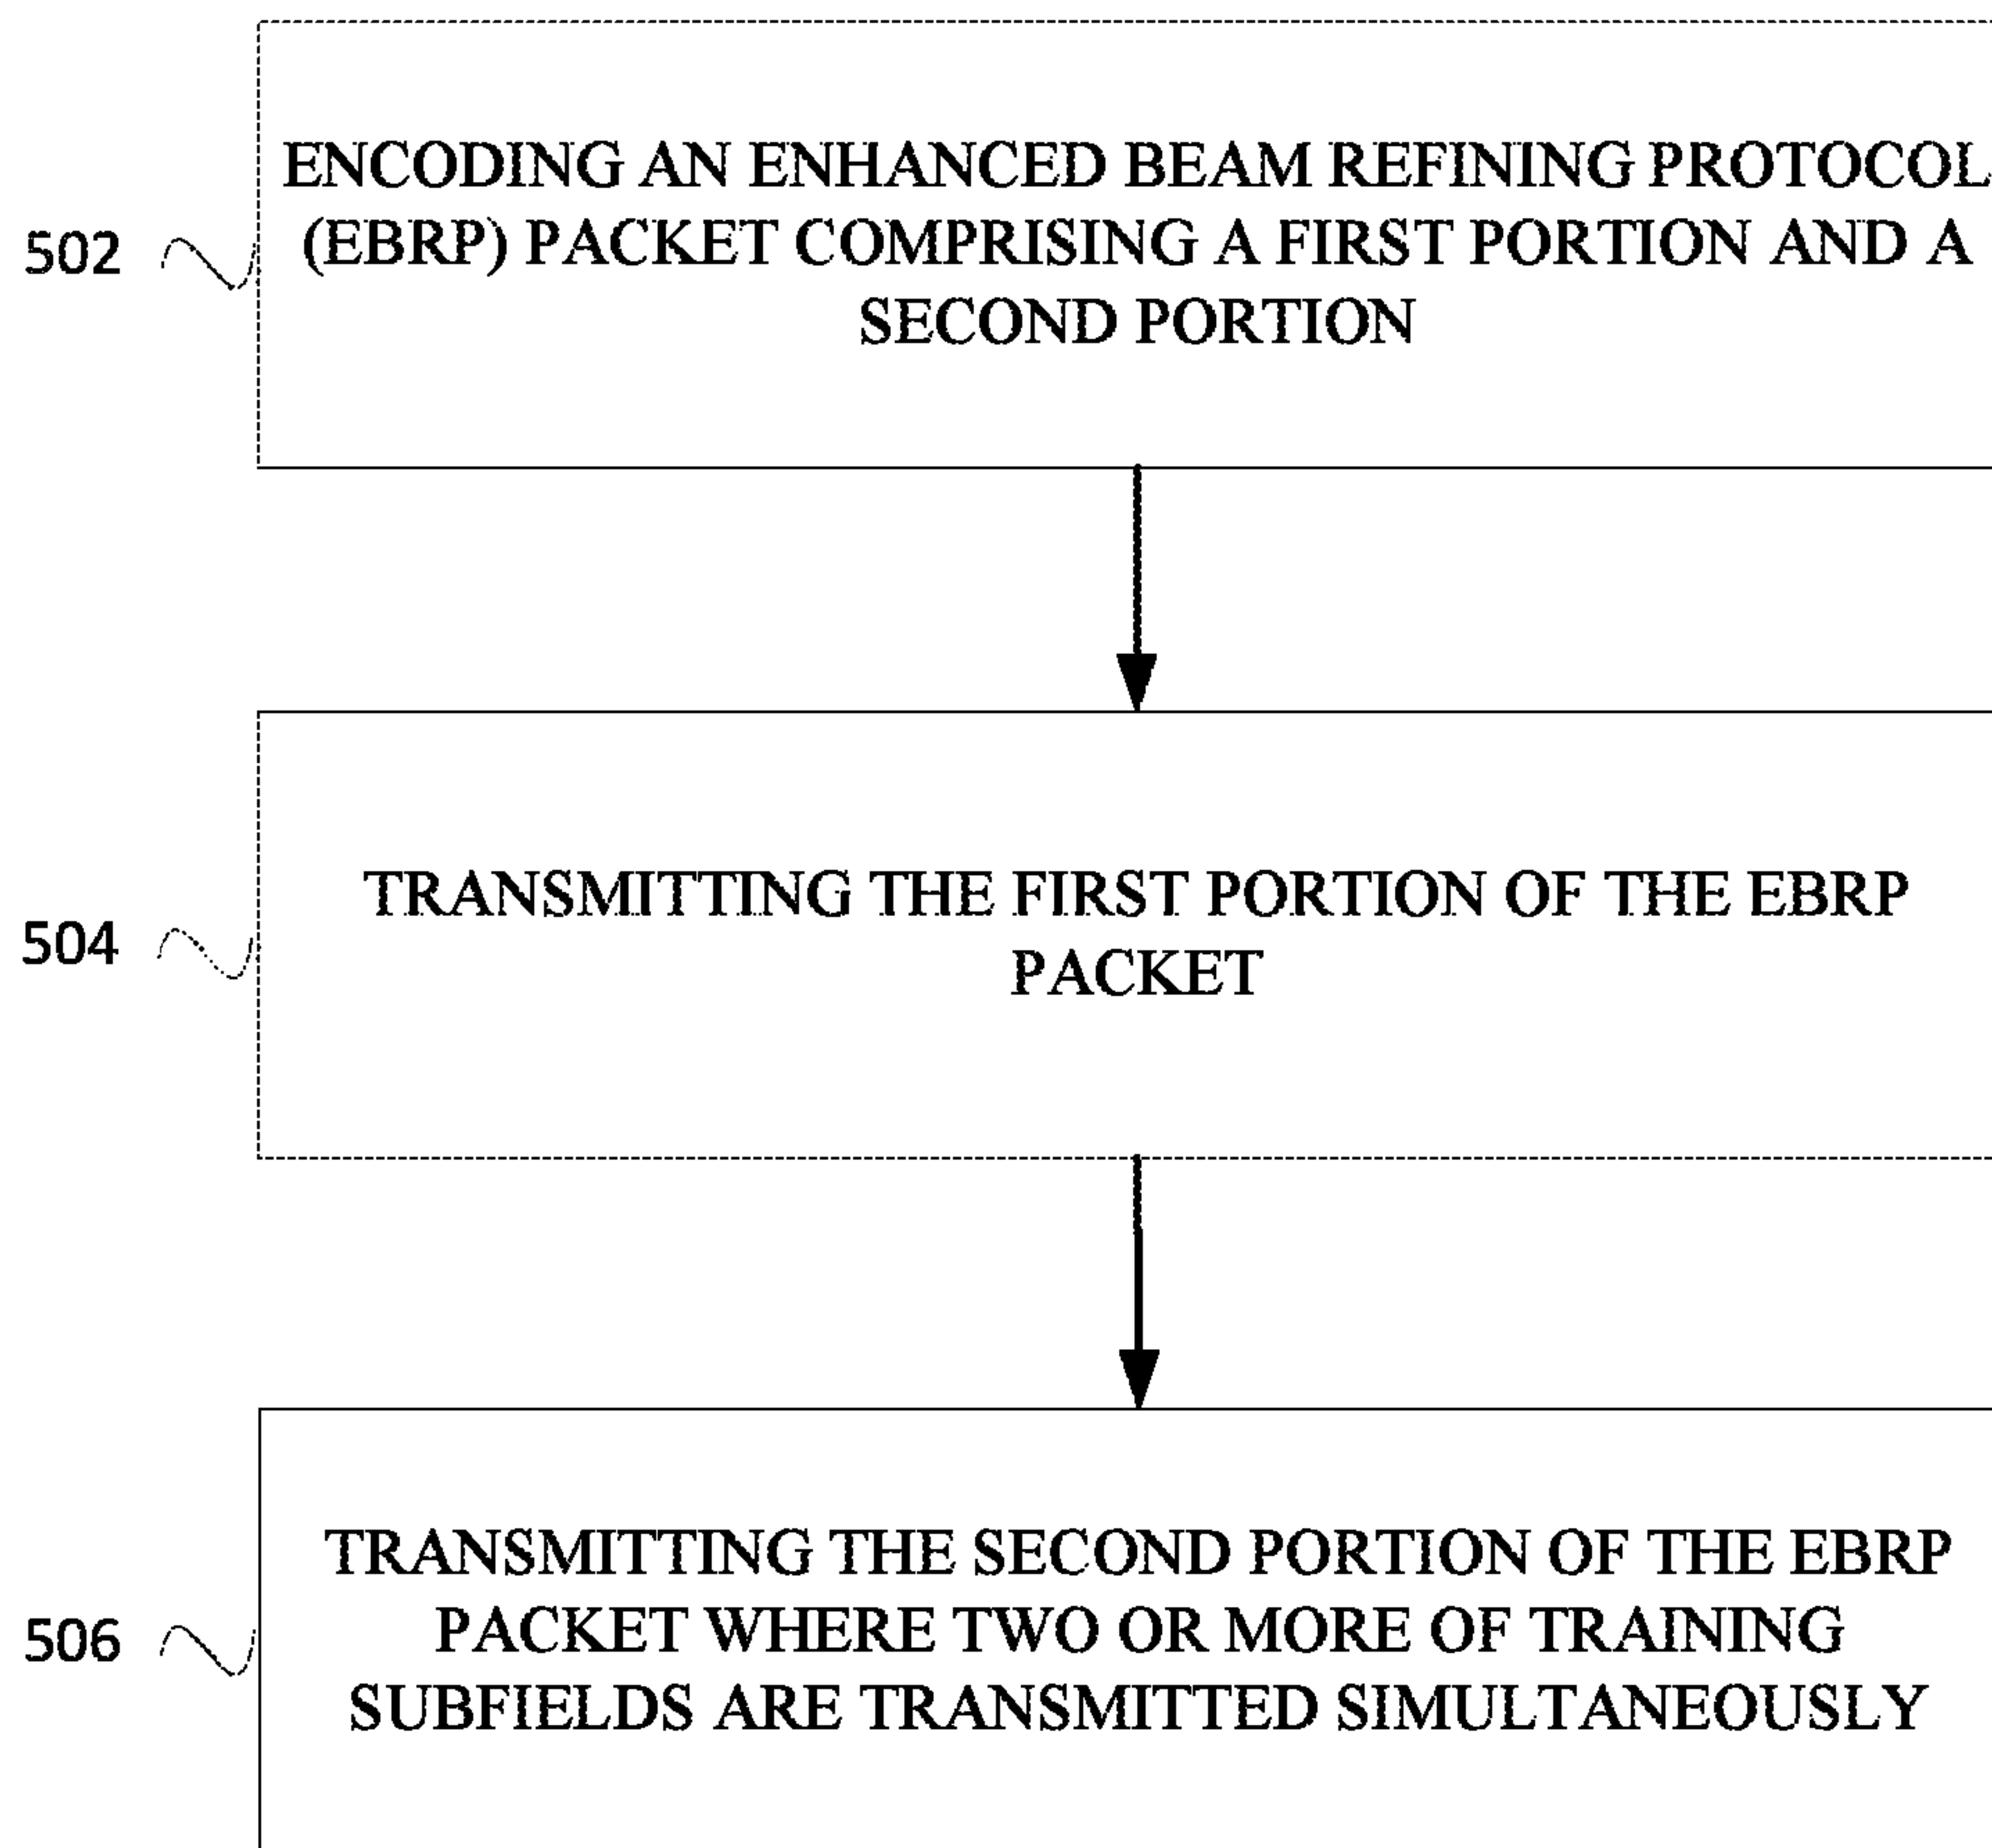 ENCODING AN ENHANCED BEAM REFINING PROTOCOL
(EBRP) PACKET COMPRISING A FIRST PORTION AND A
SECOND PORTION
502
TRANSMITTING THE FIRST PORTION OF THE EBRP
PACKET
504
TRANSMITTING THE SECOND PORTION OF THE EBRP
PACKET WHERE TWO OR MORE OF TRAINING
SUBFIELDS ARE TRANSMITTED SIMULTANEOUSLY
506